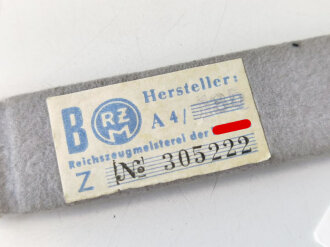 B RZM Hersteller:
A 4/
Reichszeugmeisterei der
Z № 305222